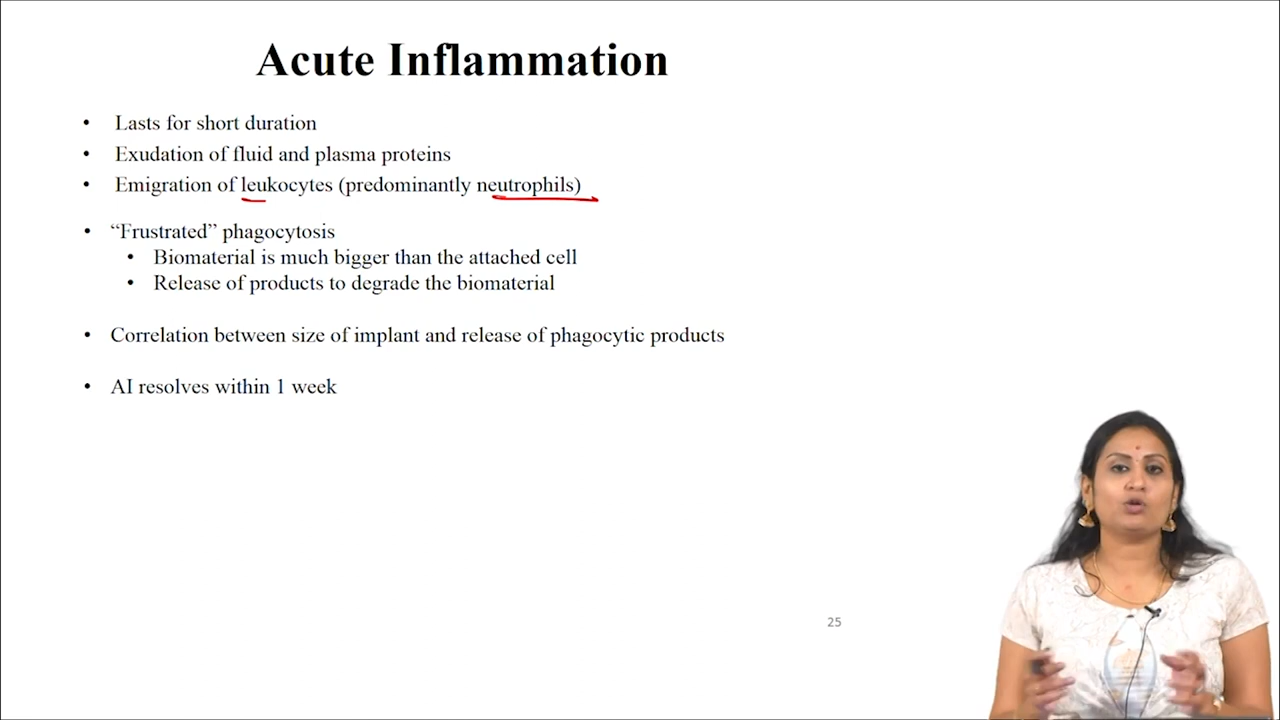 Acute Inflammation
• Lasts for short duration
• Exudation of fluid and plasma proteins
• Emigration of leukocytes (predominantly neutrophils)
• “Frustrated” phagocytosis
• Biomaterial is much bigger than the attached cell
• Release of products to degrade the biomaterial
• Correlation between size of implant and release of phagocytic products
• AI resolves within 1 week
25